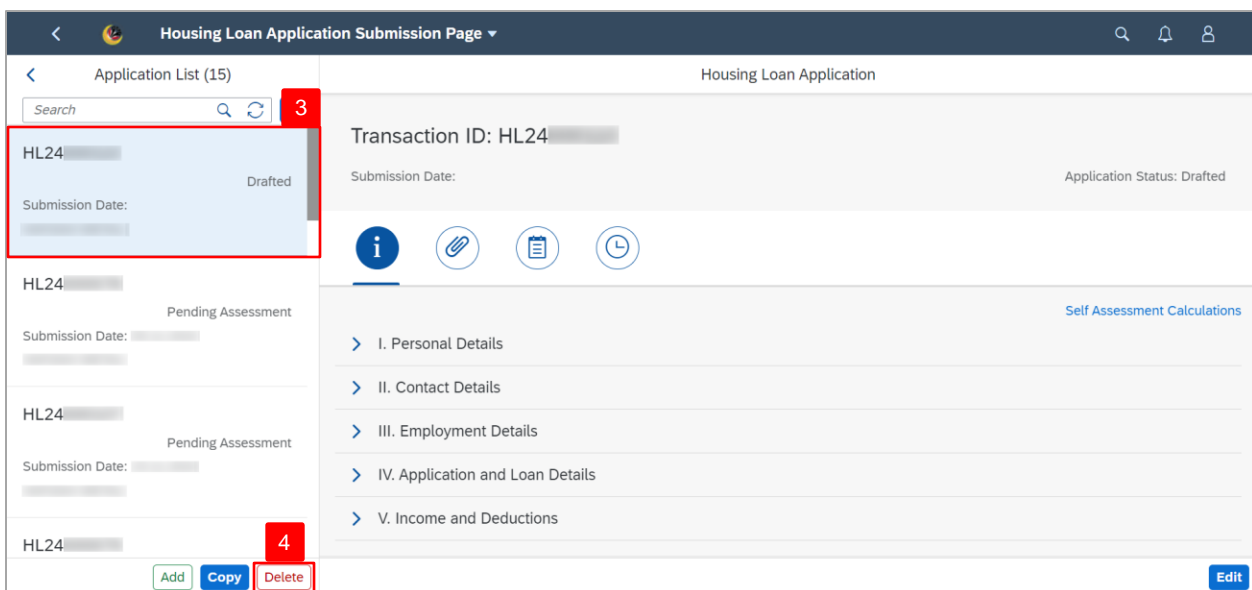 Housing Loan Application Submission Page
Application List (15)
Search
3
HL24
Drafted
Submission Date:
HL24
Pending Assessment
Submission Date:
HL24
Pending Assessment
Submission Date:
HL24
4
Add Copy Delete
Housing Loan Application
Transaction ID: HL24
Submission Date:
Application Status: Drafted
Self Assessment Calculations
I. Personal Details
II. Contact Details
III. Employment Details
IV. Application and Loan Details
V. Income and Deductions
Edit